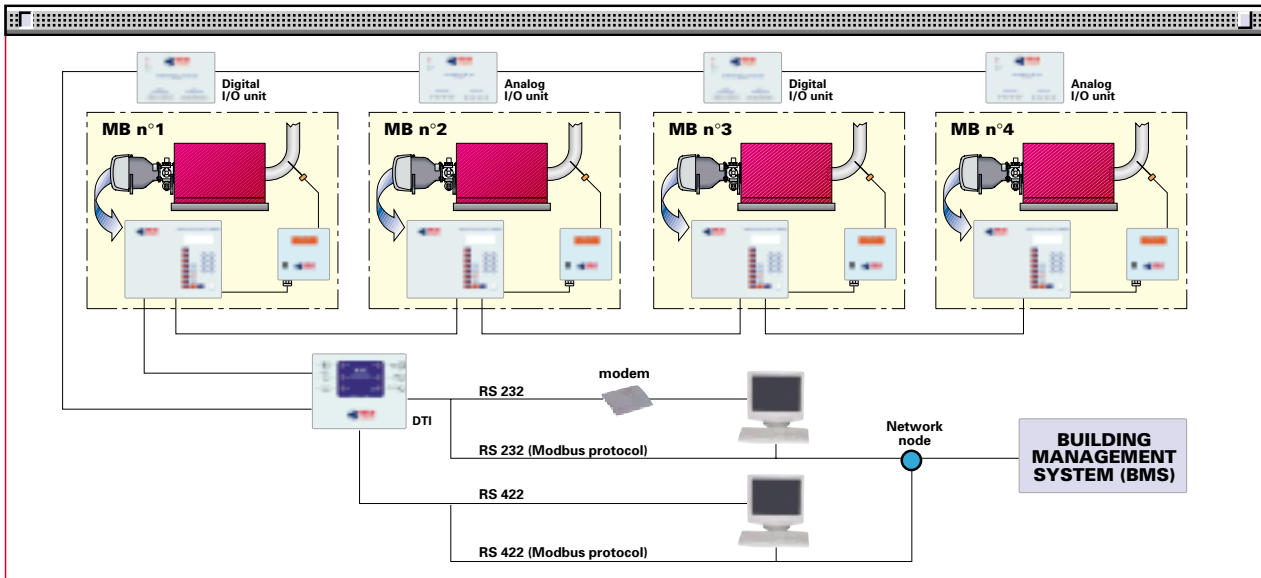 Digital
I/O unit
Analog
I/O unit
Digital
I/O unit
Analog
I/O unit
MB n°1
MB n°2
MB n°3
MB n°4
DTI
RS 232
modem
RS 232 (Modbus protocol)
Network
node
BUILDING
MANAGEMENT
SYSTEM (BMS)
RS 422
RS 422 (Modbus protocol)